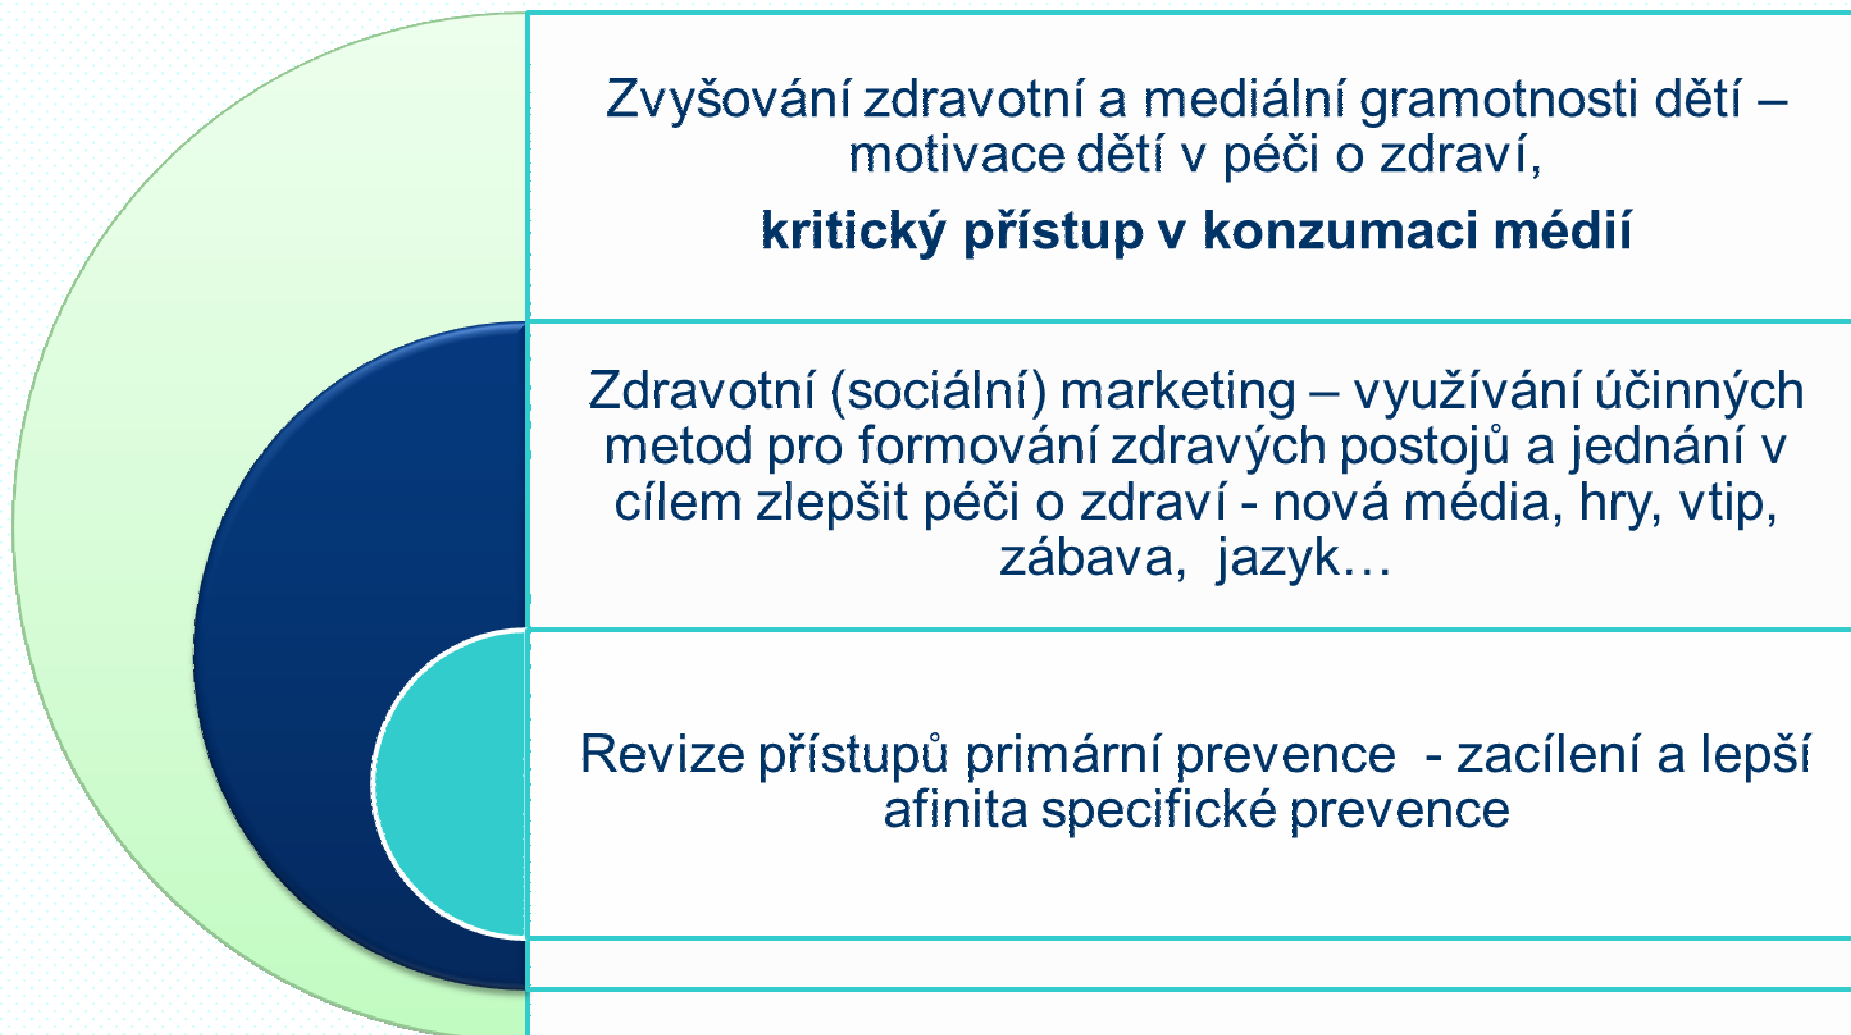 Zvyšování zdravotní a mediální gramotnosti dětí –
motivace dětí v péči o zdraví,
kritický přístup v konzumaci médií
Zdravotní (sociální) marketing – využívání účinných
metod pro formování zdravých postojů a jednání v
cílem zlepšit péči o zdraví - nová média, hry, vtip,
zábava,  jazyk…
Revize přístupů primární prevence  - zacílení a lepší
afinita specifické prevence